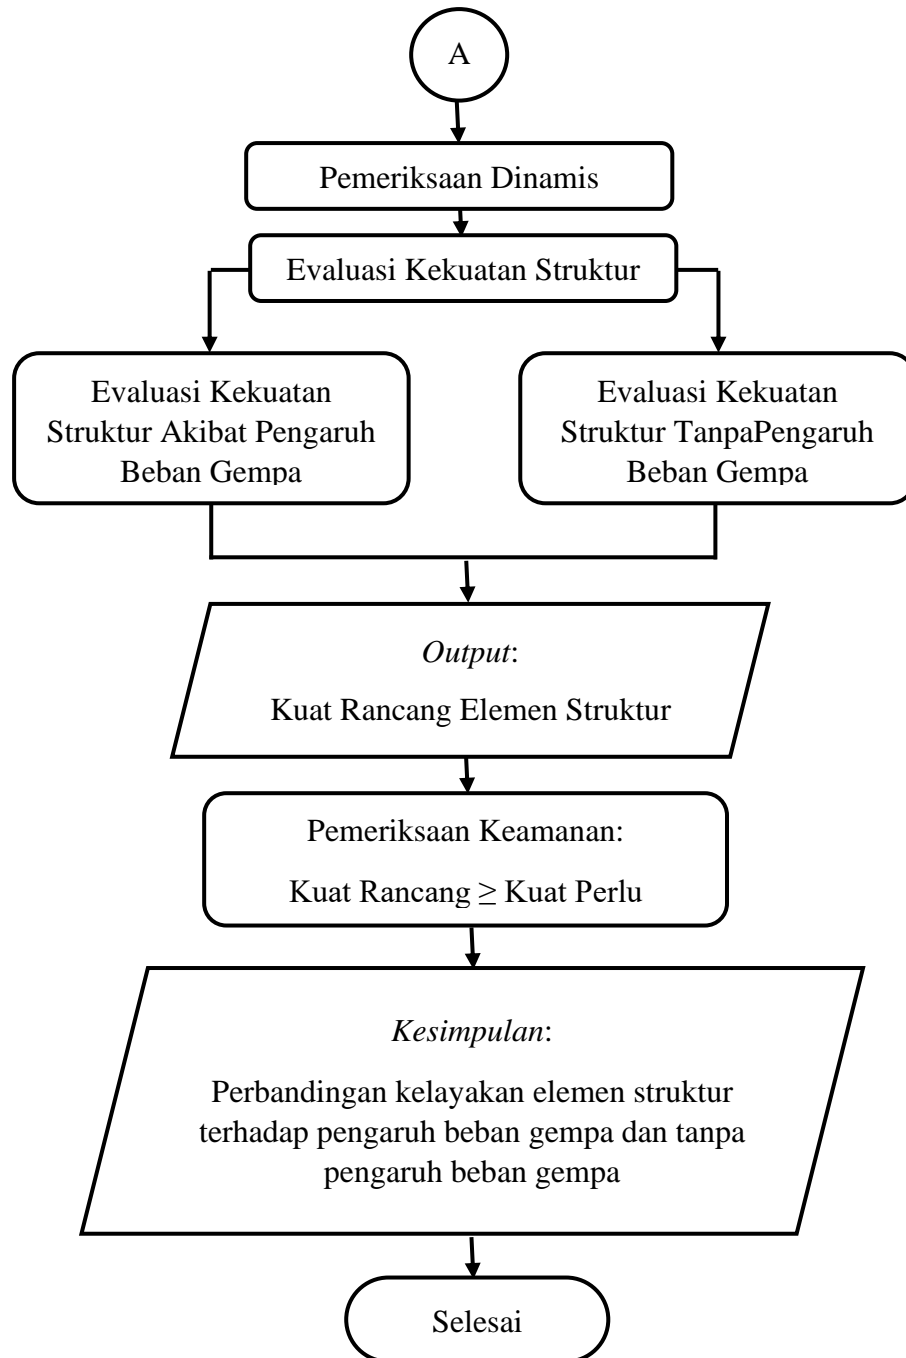 A
Pemeriksaan Dinamis
Evaluasi Kekuatan Struktur
Evaluasi Kekuatan
Struktur Akibat Pengaruh
Beban Gempa
Evaluasi Kekuatan
Struktur TanpaPengaruh
Beban Gempa
Output:
Kuat Rancang Elemen Struktur
Pemeriksaan Keamanan:
Kuat Rancang ≥ Kuat Perlu
Kesimpulan:
Perbandingan kelayakan elemen struktur
terhadap pengaruh beban gempa dan tanpa
pengaruh beban gempa
Selesai